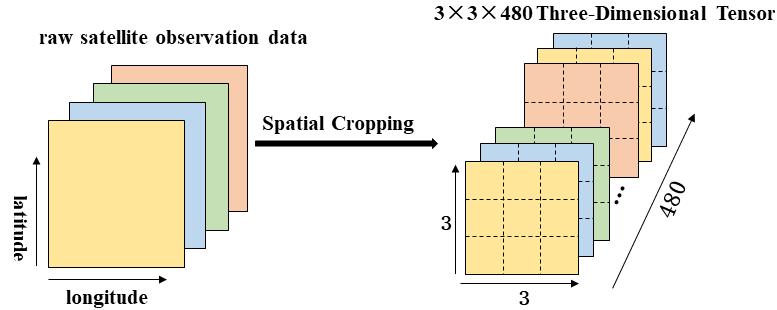 3×3×480 Three-Dimensional Tensor
raw satellite observation data
Spatial Cropping
latitude
longitude
3
3
...
480